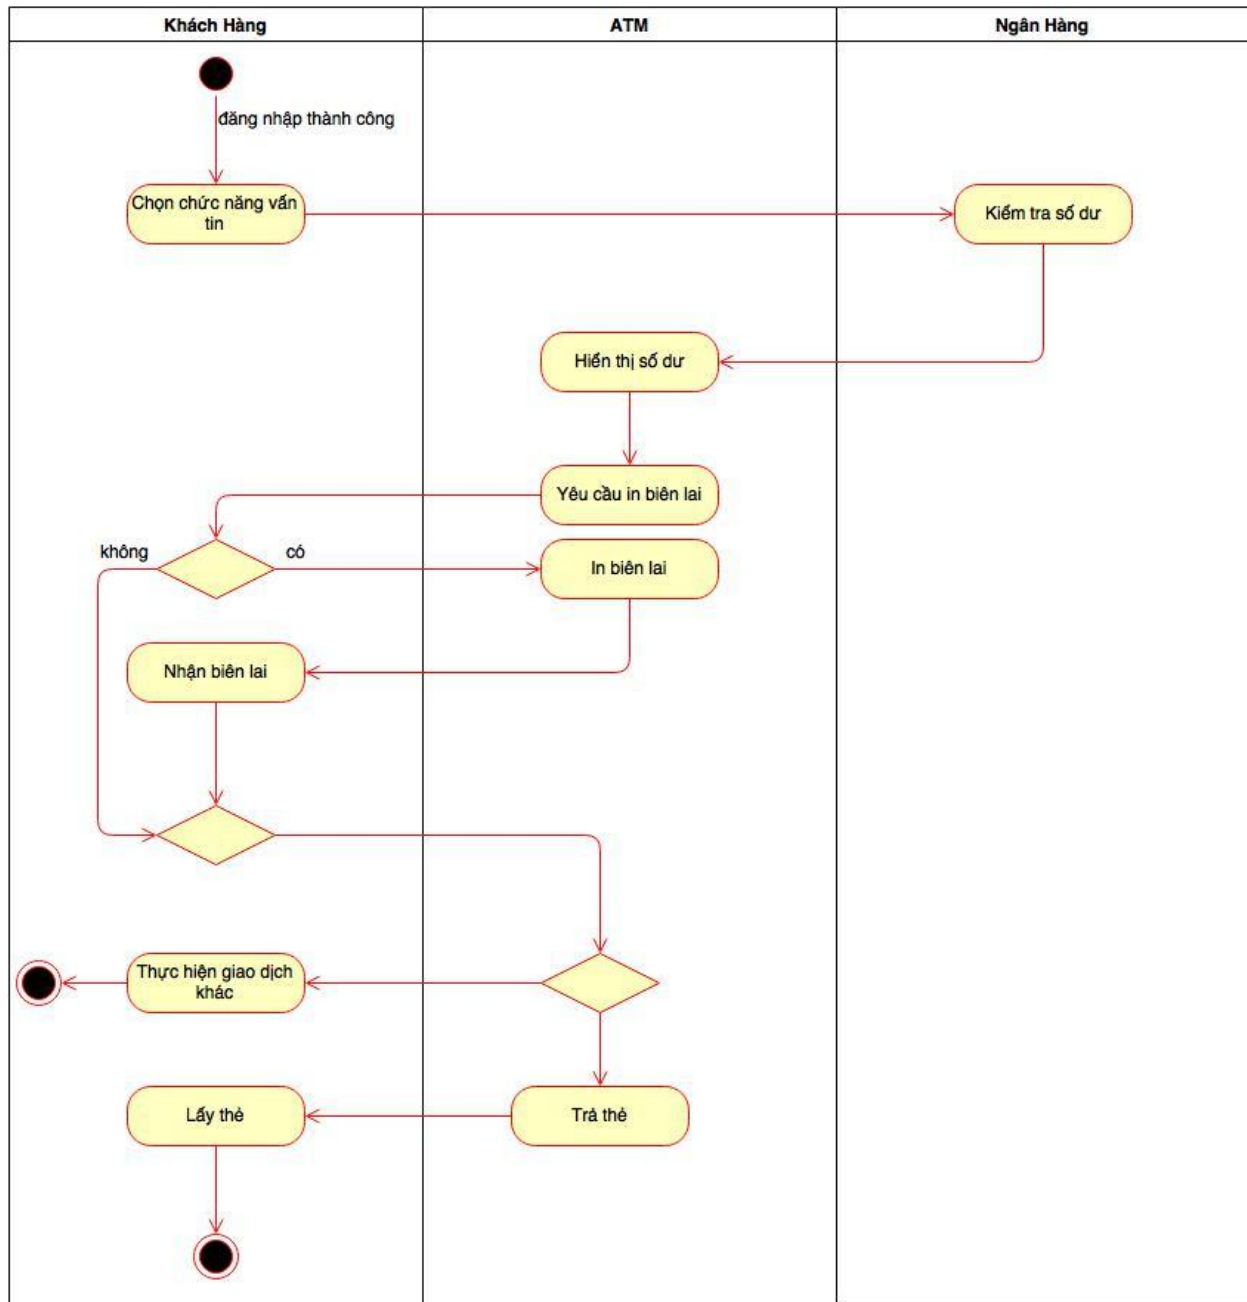 Khách Hàng
ATM
Ngân Hàng
đăng nhập thành công
Chọn chức năng vấn
tin
Kiểm tra số dư
Hiển thị số dư
Yêu cầu in biên lai
không
có
In biên lai
Nhận biên lai
Thực hiện giao dịch
khác
Lấy thẻ
Trả thẻ